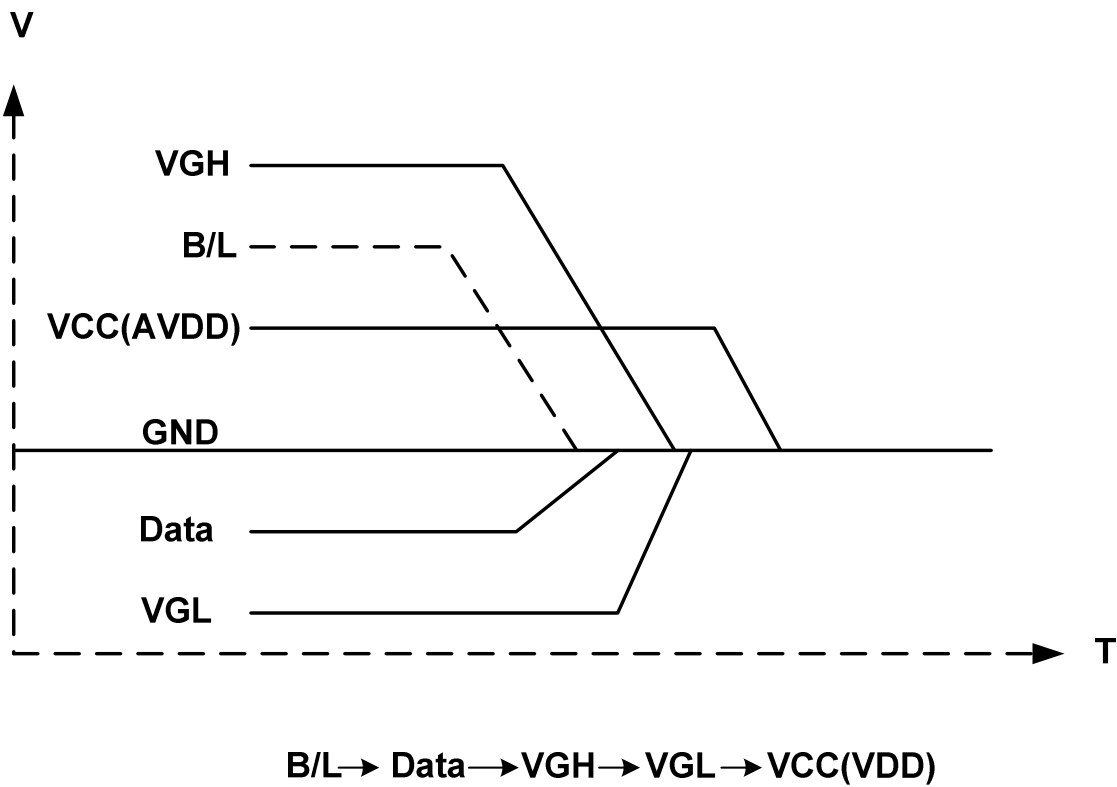 V
VGH
B/L
VCC(AVDD)
GND
Data
VGL
T
B/L→ Data→VGH→VGL→VCC(VDD)